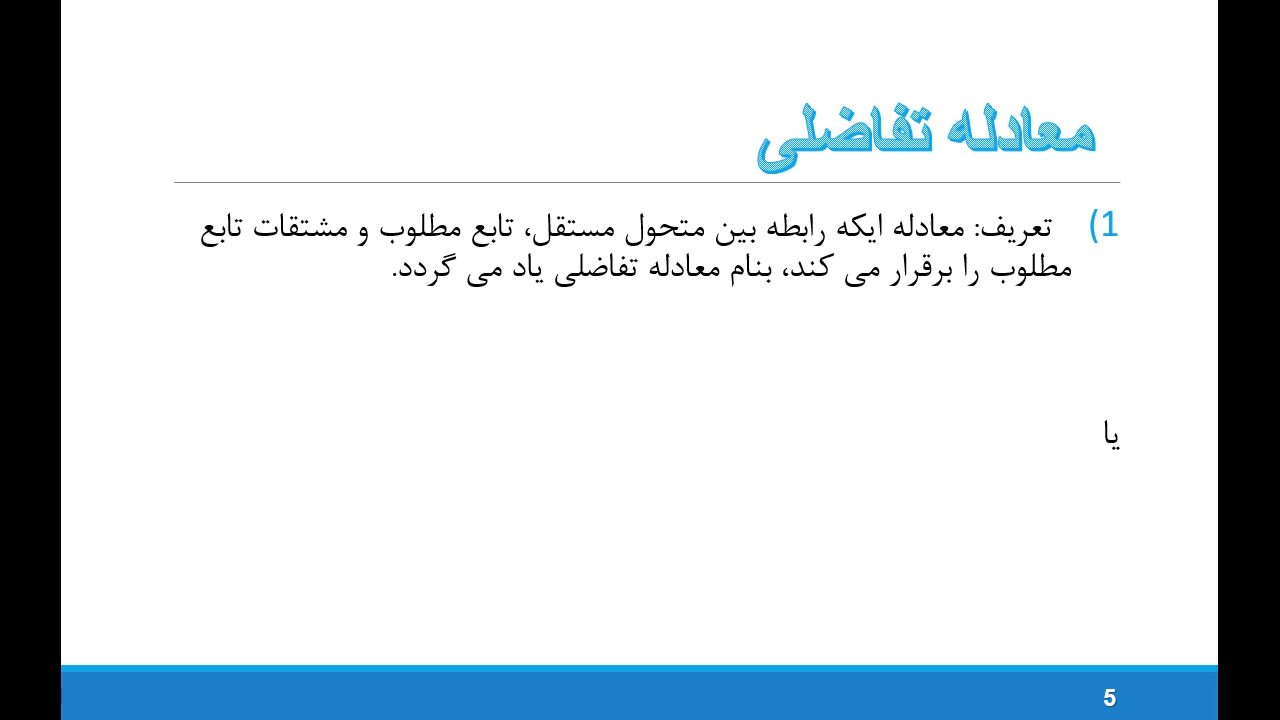 معادله تفاضلی
1) تعریف: معادله ایکه رابطه بین متحول مستقل، تابع مطلوب و مشتقات تابع
مطلوب را برقرار می کند، بنام معادله تفاضلی یاد می گردد.
یا
5